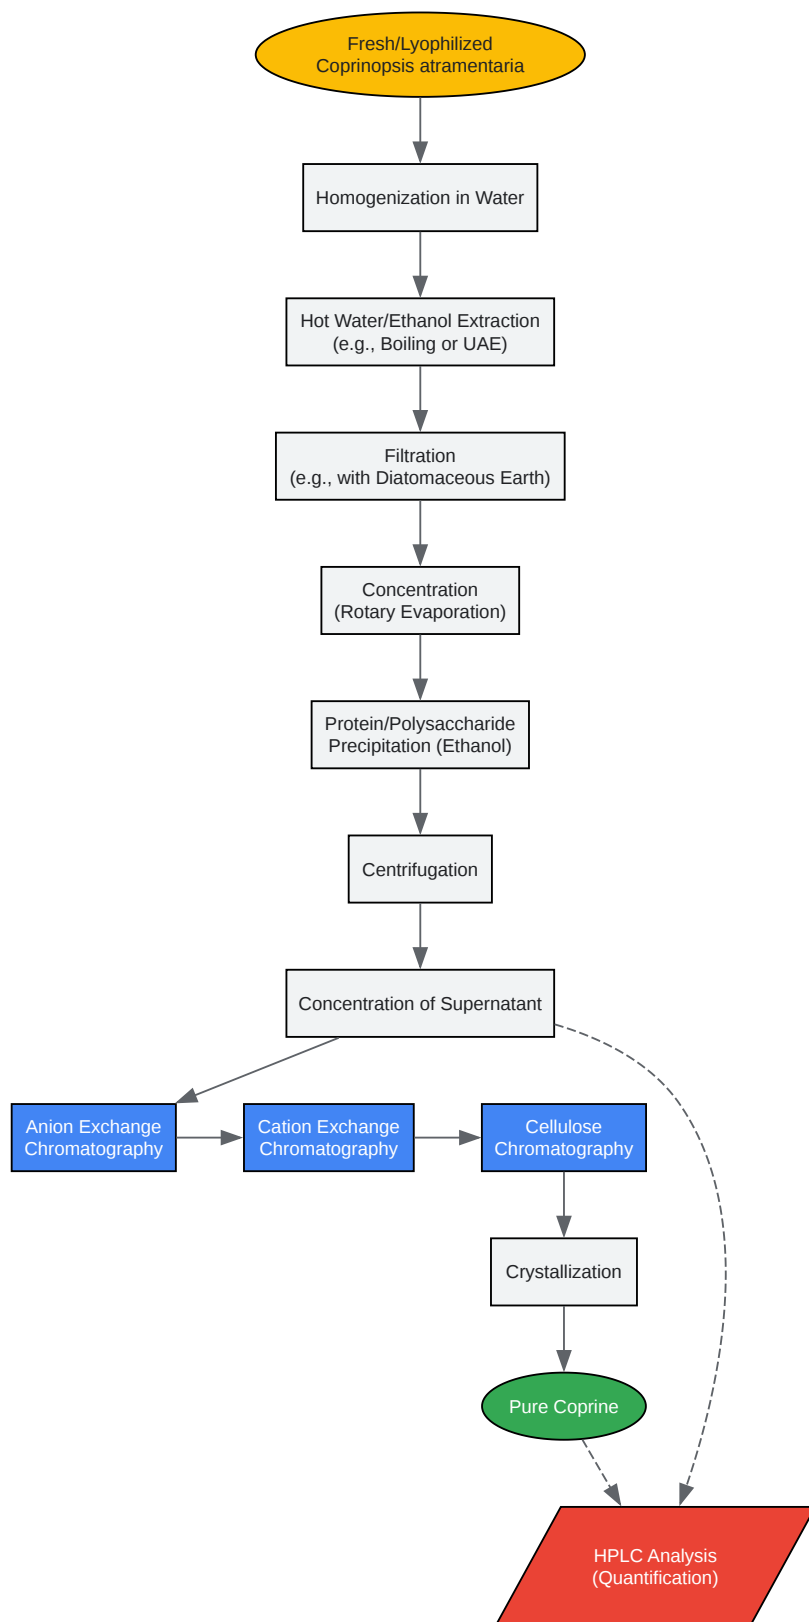 Fresh/Lyophilized
Coprinopsis atramentaria
Homogenization in Water
Hot Water/Ethanol Extraction
(e.g., Boiling or UAE)
Filtration
(e.g., with Diatomaceous Earth)
Concentration
(Rotary Evaporation)
Protein/Polysaccharide
Precipitation (Ethanol)
Centrifugation
Concentration of Supernatant
Anion Exchange
Chromatography
Cation Exchange
Chromatography
Cellulose
Chromatography
Crystallization
Pure Coprine
HPLC Analysis
(Quantification)